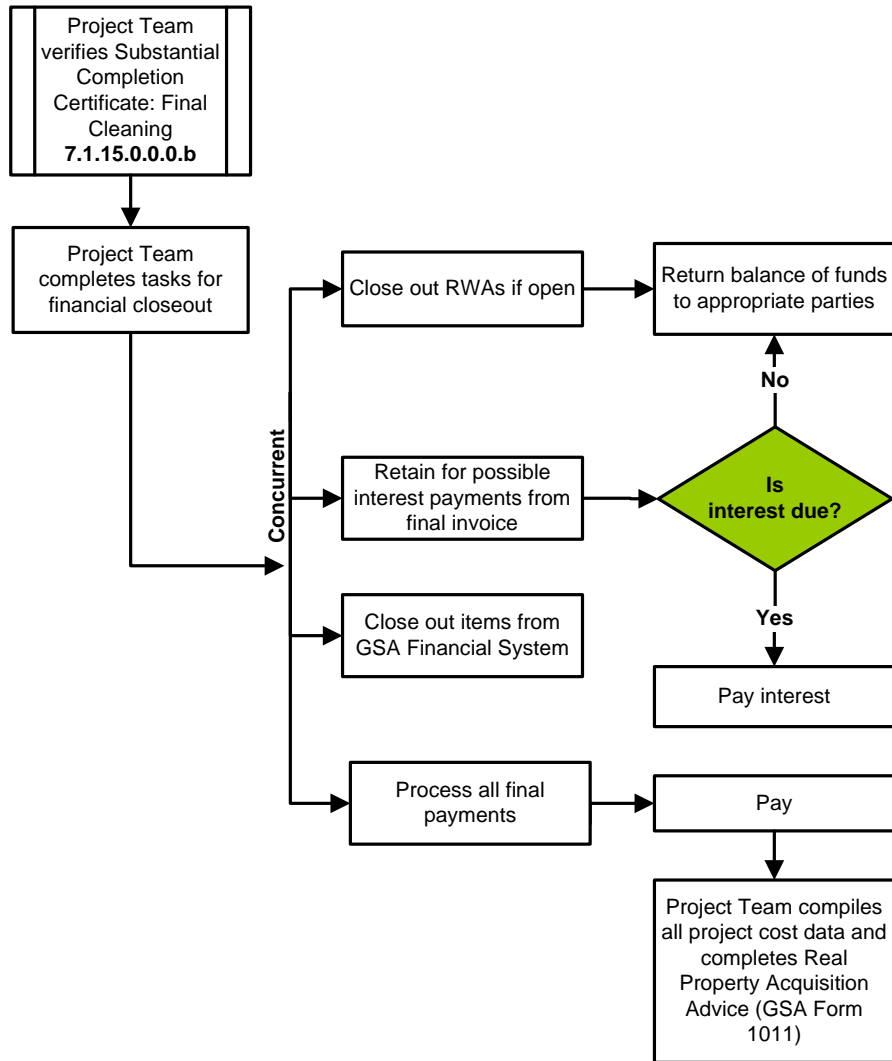 Project Team
verifies Substantial
Completion
Certificate: Final
Cleaning
7.1.15.0.0.0.b
Project Team
completes tasks for
financial closeout
Concurrent
Close out RWAs if open
Return balance of funds
to appropriate parties
No
Retain for possible
interest payments from
final invoice
Is
interest due?
Yes
Close out items from
GSA Financial System
Pay interest
Process all final
payments
Pay
Project Team compiles
all project cost data and
completes Real
Property Acquisition
Advice (GSA Form
1011)